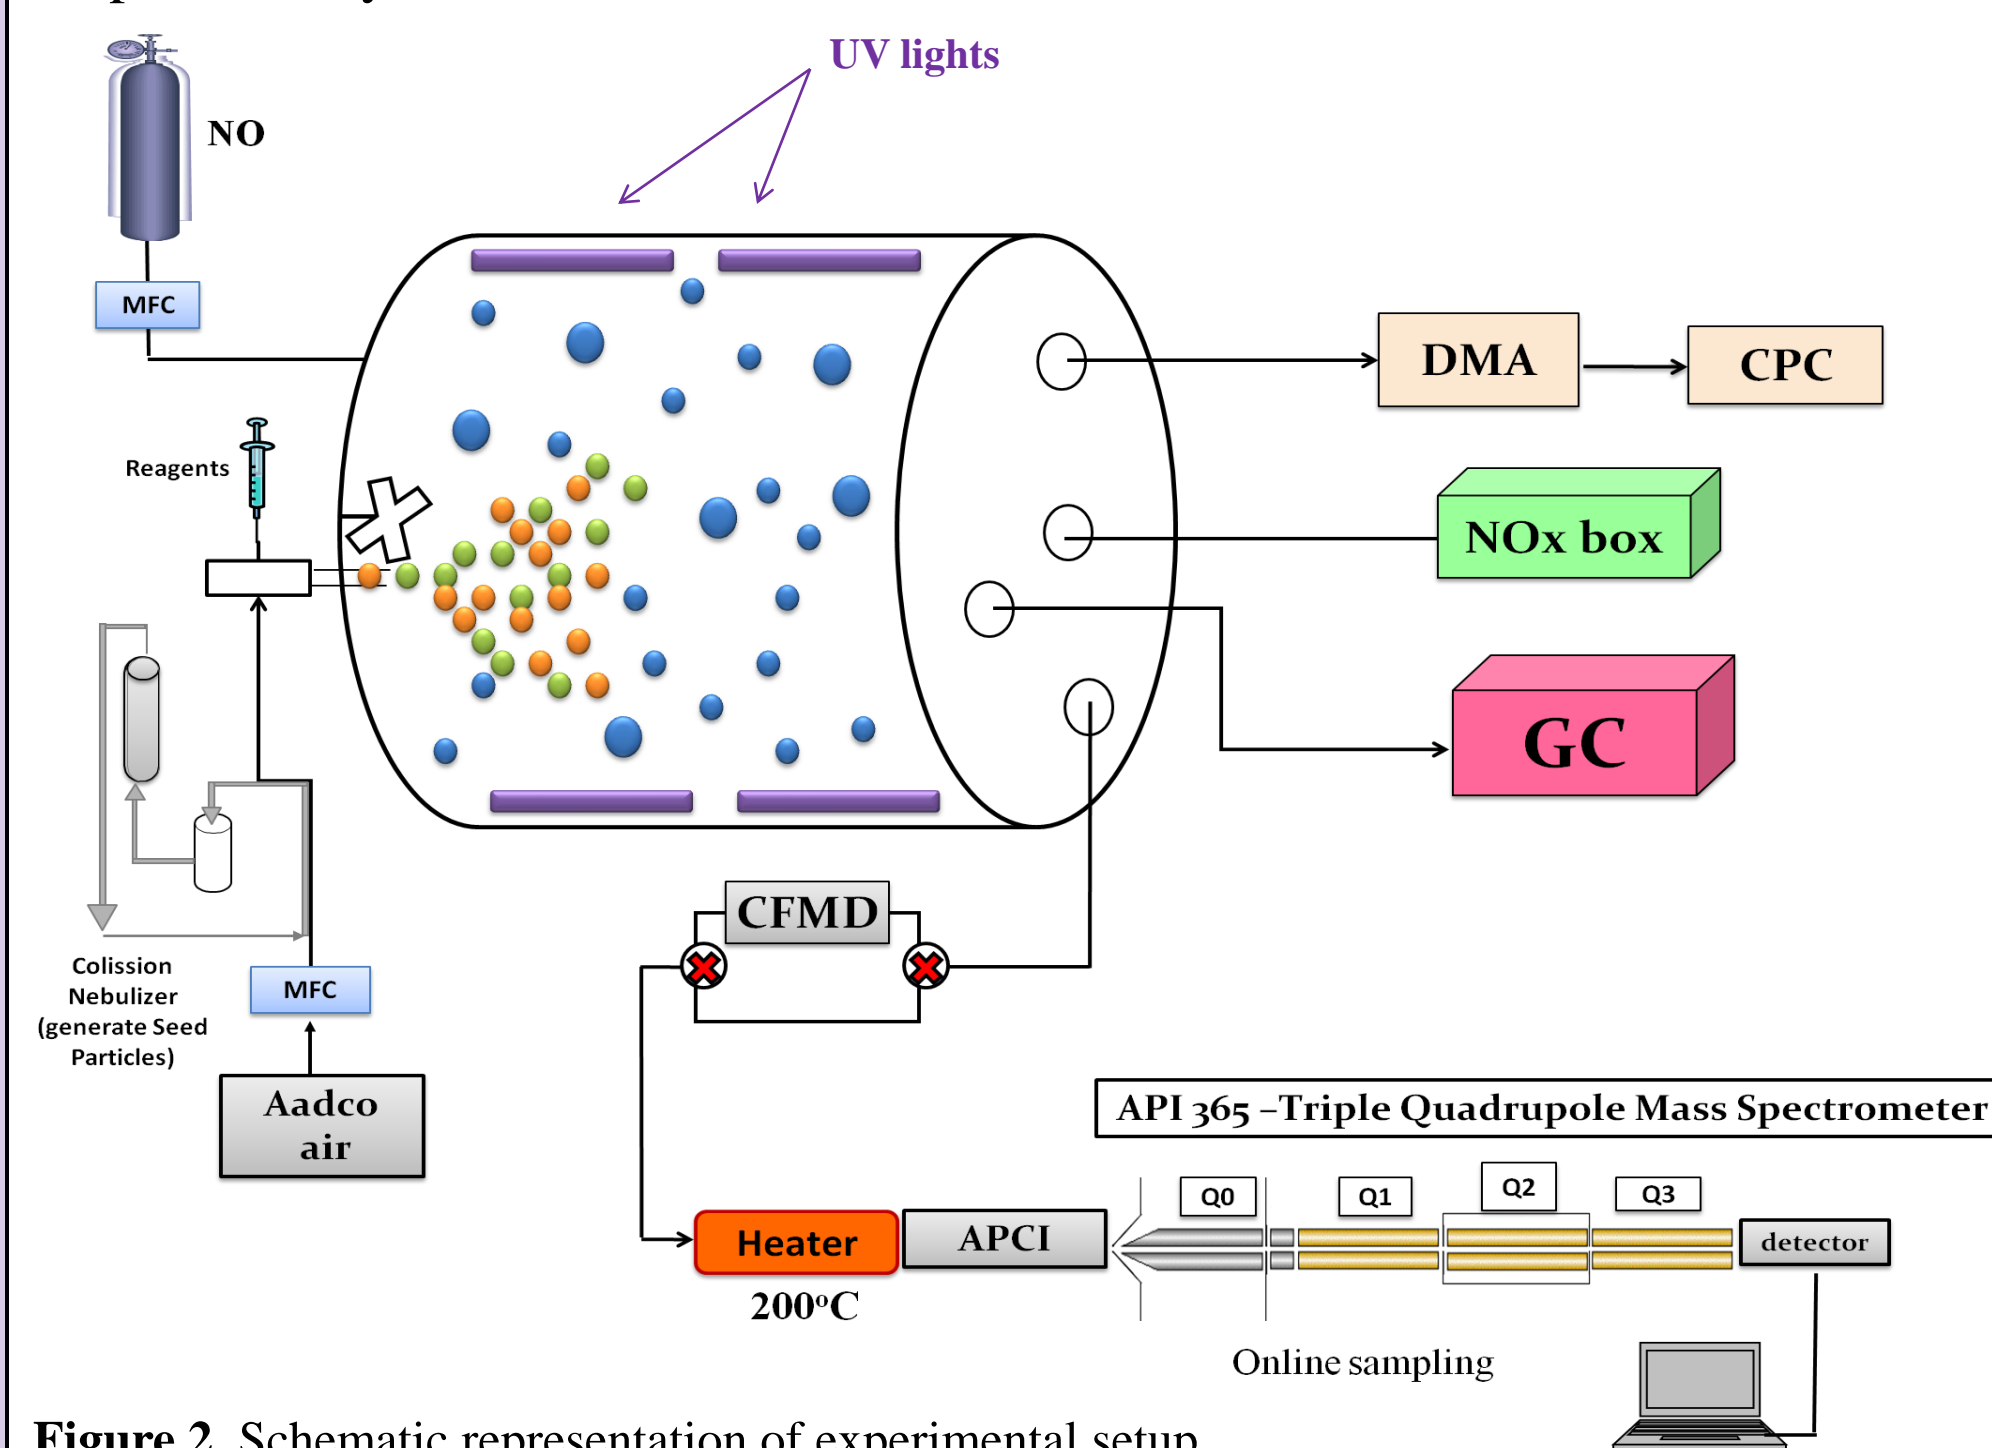 UV lights
NO
MFC
DMA
CPC
Reagents
NOx box
GC
CFMD
Colission
Nebulizer
(generate Seed
Particles)
MFC
Aadco
air
API 365 –Triple Quadrupole Mass Spectrometer
Q0
Q1
Q2
Q3
Heater
APCI
detector
200°C
Online sampling
Figure 2. Schematic representation of experimental setup